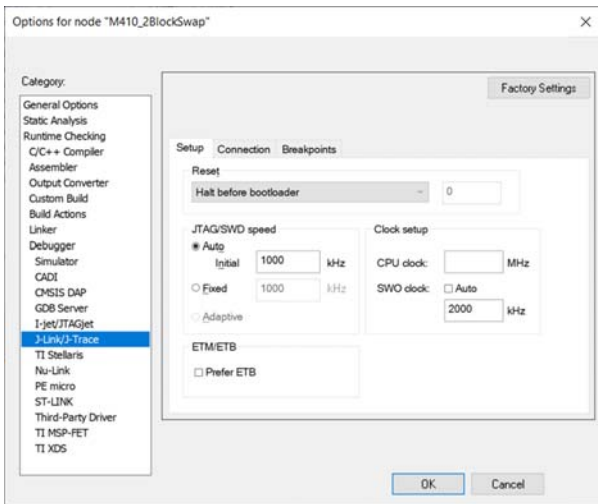 Options for node "M410_2BlockSwap"
Category:
General Options
Static Analysis
Runtime Checking
C/C++ Compiler
Assembler
Output Converter
Custom Build
Build Actions
Linker
Debugger
Simulator
CADI
CMSIS DAP
GDB Server
I-jet/JTAGjet
J-Link/J-Trace
TI Stellaris
Nu-Link
PE micro
ST-LINK
Third-Party Driver
TI MSP-FET
TI XDS
Factory Settings
Setup Connection Breakpoints
Reset
Halt before bootloader 0
JTAG/SWD speed
Auto
Initial 1000 kHz
Fixed 1000 kHz
Adaptive
Clock setup
CPU clock: MHz
SWO clock: Auto
2000 kHz
ETM/ETB
Prefer ETB
OK Cancel